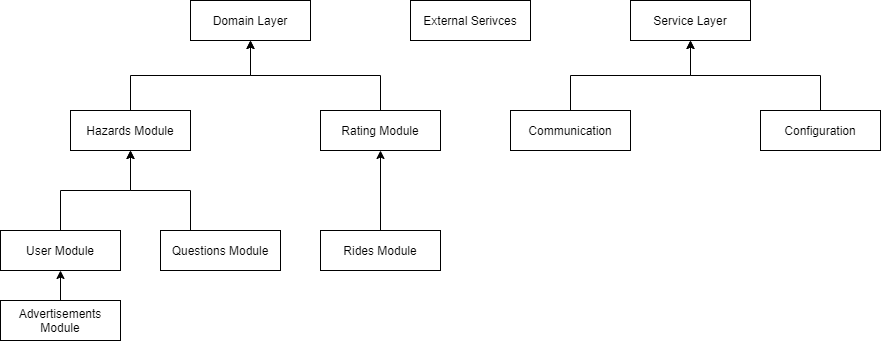 Domain Layer
External Serivces
Service Layer
Hazards Module
Rating Module
Communication
Configuration
User Module
Questions Module
Rides Module
Advertisements
Module